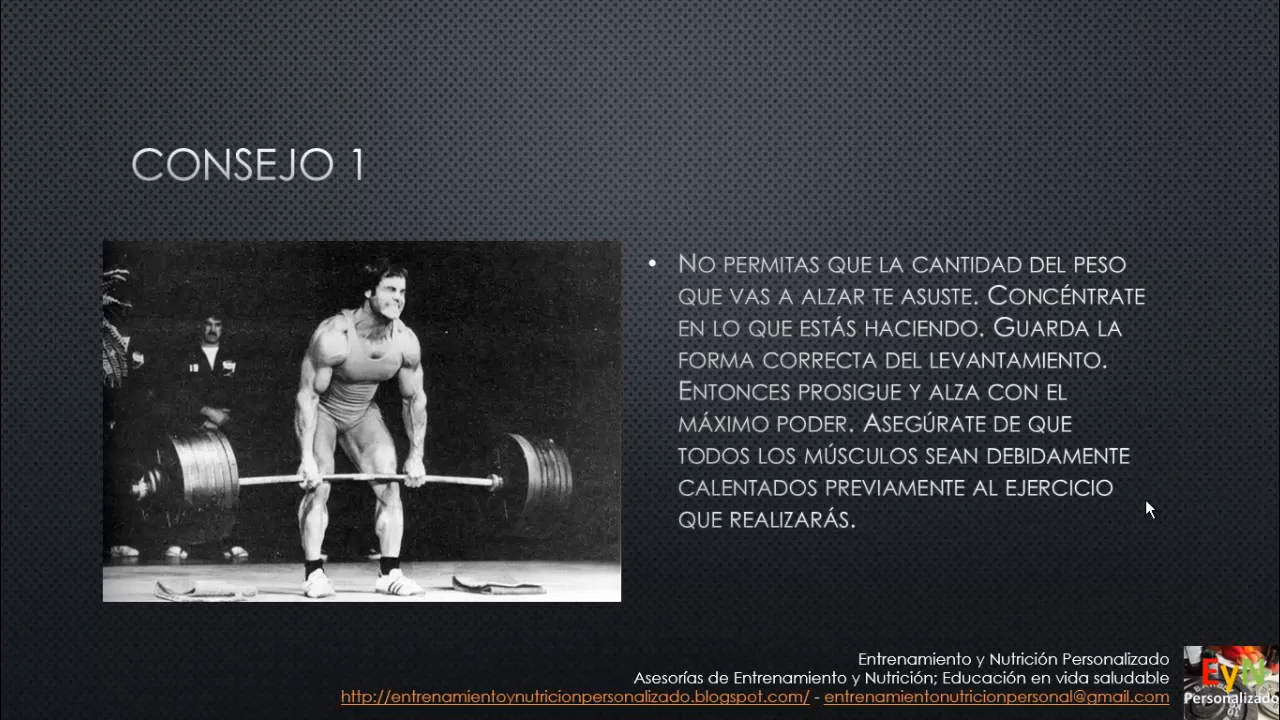 CONSEJO 1
• NO PERMITAS QUE LA CANTIDAD DEL PESO
QUE VAS A ALZAR TE ASUSTE. CONCÉNTRATE
EN LO QUE ESTÁS HACIENDO. GUARDA LA
FORMA CORRECTA DEL LEVANTAMIENTO.
ENTONCES PROSIGUE Y ALZA CON EL
MÁXIMO PODER. ASEGÚRATE DE QUE
TODOS LOS MÚSCULOS SEAN DEBIDAMENTE
CALENTADOS PREVIAMENTE AL EJERCICIO
QUE REALIZARÁS.
Entrenamiento y Nutrición Personalizado
Asesorías de Entrenamiento y Nutrición; Educación en vida saludable
http://entrenamientoynutricionpersonalizado.blogspot.com/ - entrenamientonutricionpersonal@gmail.com
EyN
Personalizado